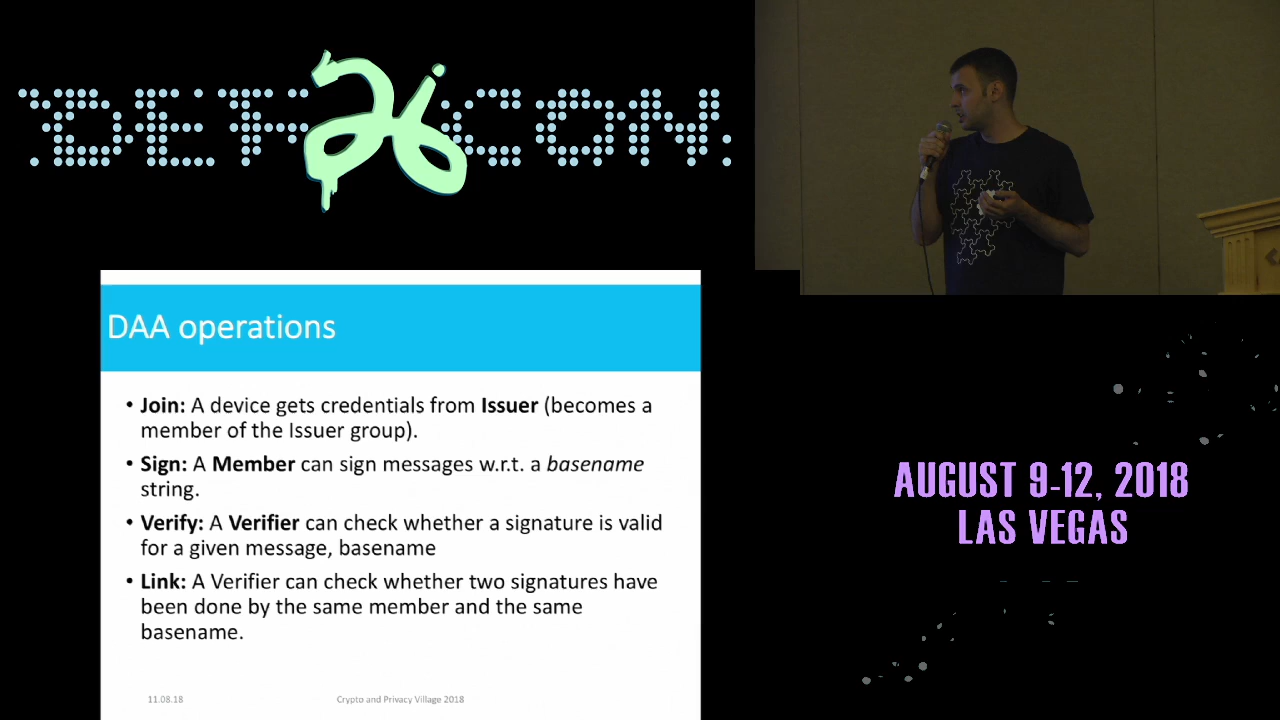 DEF CON 26
DAA operations
• Join: A device gets credentials from Issuer (becomes a
member of the Issuer group).
• Sign: A Member can sign messages w.r.t. a basename
string.
• Verify: A Verifier can check whether a signature is valid
for a given message, basename
• Link: A Verifier can check whether two signatures have
been done by the same member and the same
basename.
11.08.18
Crypto and Privacy Village 2018
AUGUST 9-12, 2018
LAS VEGAS